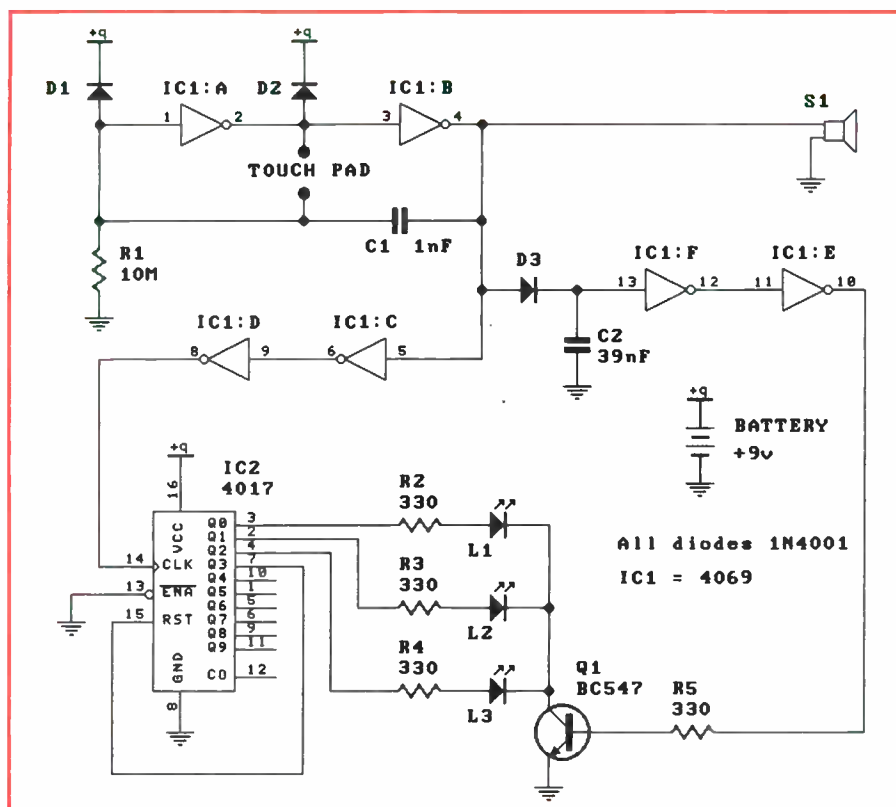 +9 +9
D1 IC1:A D2 IC1:B S1
1 2 3 4
TOUCH PAD
C1 1nF
R1
10M
D3 IC1:F IC1:E
13 12 11 10
IC1:D IC1:C
8 9 6 5
C2
39nF
+9
BATTERY
+9v
+9
IC2
4017
16
VCC
14 CLK
13 ENA
15 RST
GND
8
Q0 3
Q1 2
Q2 4
Q3 7
Q4 10
Q5 1
Q6 5
Q7 6
Q8 9
Q9 11
CO 12
R2
330
L1
R3
330
L2
R4
330
L3
All diodes 1N4001
IC1 = 4069
Q1
BC547
R5
330